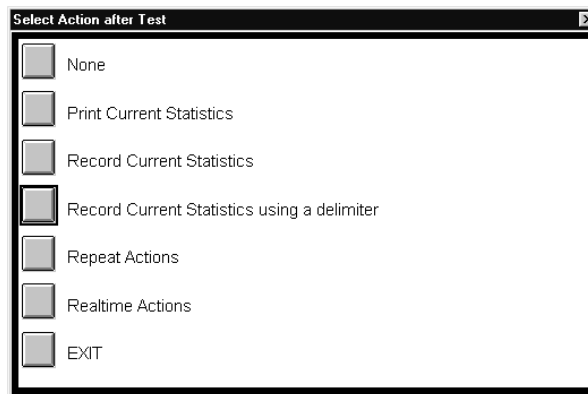 Select Action after Test
None
Print Current Statistics
Record Current Statistics
Record Current Statistics using a delimiter
Repeat Actions
Realtime Actions
EXIT